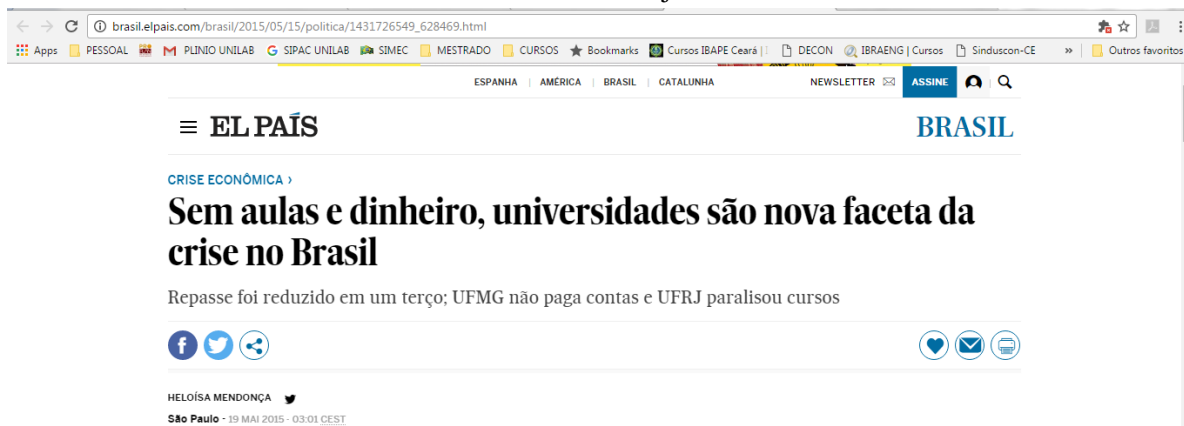 brasil.elpais.com/brasil/2015/05/15/politica/1431726549_628469.html
Apps PESSOAL PLINIO UNILAB SIPAC UNILAB SIMEC MESTRADO CURSOS Bookmarks Cursos IBAPE Ceará | DECON IBRAENG | Cursos Sinduscon-CE » Outros favoritos
ESPANHA | AMÉRICA | BRASIL | CATALUNHA NEWSLETTER ASSINE
EL PAÍS BRASIL
CRISE ECONÔMICA ›
Sem aulas e dinheiro, universidades são nova faceta da
crise no Brasil
Repasse foi reduzido em um terço; UFMG não paga contas e UFRJ paralisou cursos
HELOÍSA MENDONÇA
São Paulo - 19 MAI 2015 - 03:01 CEST